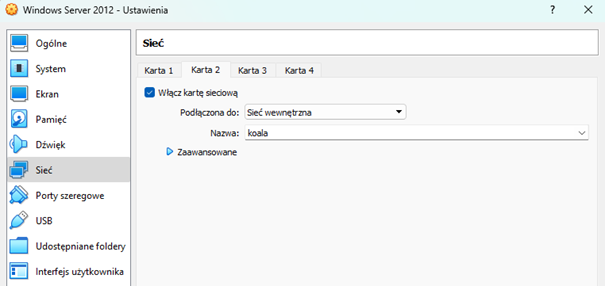 Windows Server 2012 - Ustawienia
?
Ogólne
System
Ekran
Pamięć
Dźwięk
Sieć
Porty szeregowe
USB
Udostępniane foldery
Interfejs użytkownika
Sieć
Karta 1 Karta 2 Karta 3 Karta 4
Włącz kartę sieciową
Podłączona do: Sieć wewnętrzna
Nazwa: koala
Zaawansowane